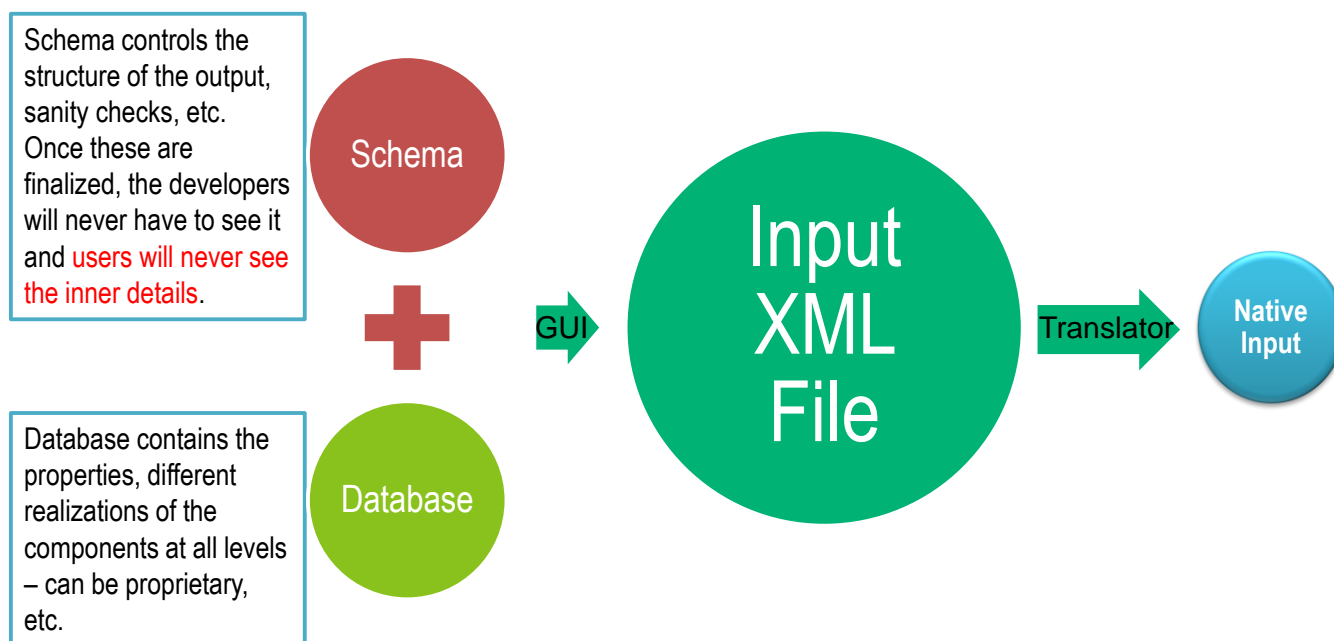 Schema controls the
structure of the output,
sanity checks, etc.
Once these are
finalized, the developers
will never have to see it
and users will never see
the inner details.
Schema
Database contains the
properties, different
realizations of the
components at all levels
– can be proprietary,
etc.
Database
GUI
Input
XML
File
Translator
Native
Input